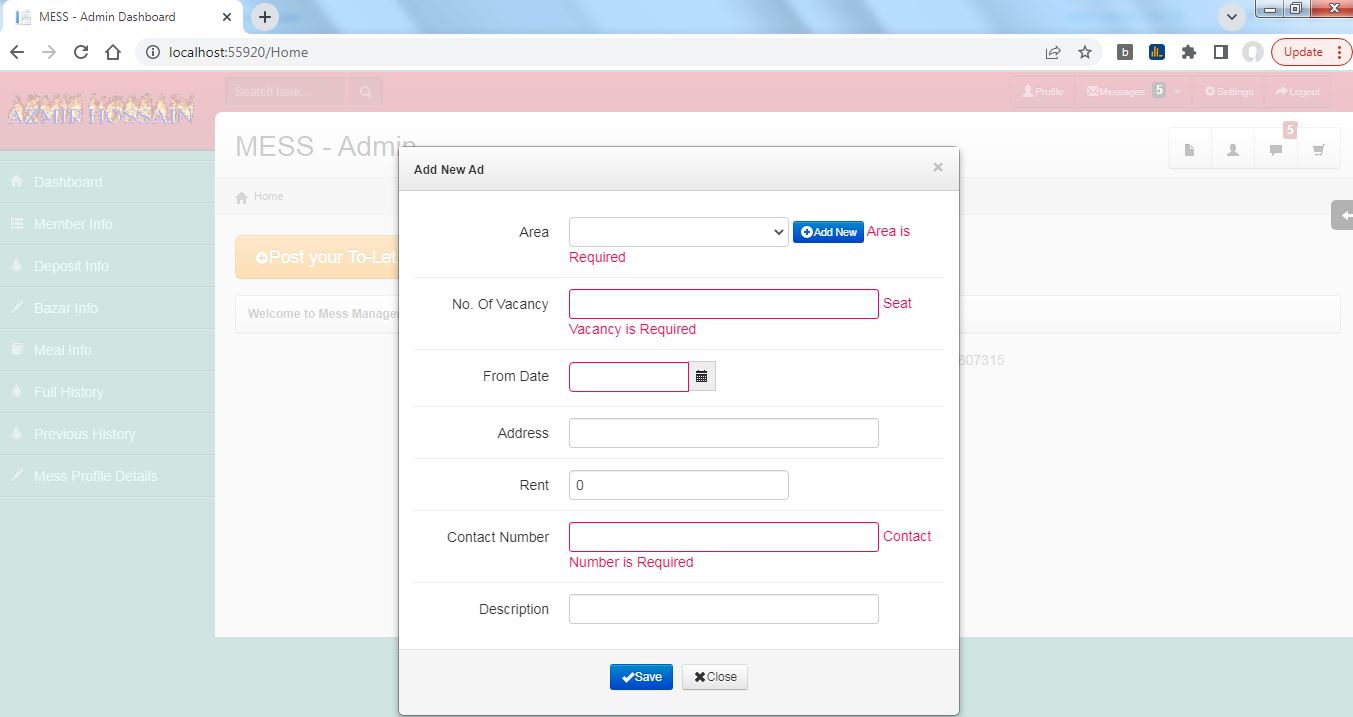 MESS - Admin Dashboard
localhost:55920/Home
Update
AZMIR HOSSAIN
Search here...
Profile
Messages
5
Settings
Logout
MESS - Admin
5
Home
Dashboard
Member Info
Deposit Info
Bazar Info
Meal Info
Full History
Previous History
Mess Profile Details
Post your To-Let
Welcome to Mess Manage
807315
Add New Ad
×
Area
Add New
Area is
Required
No. Of Vacancy
Seat
Vacancy is Required
From Date
Address
Rent
0
Contact Number
Contact
Number is Required
Description
Save
Close